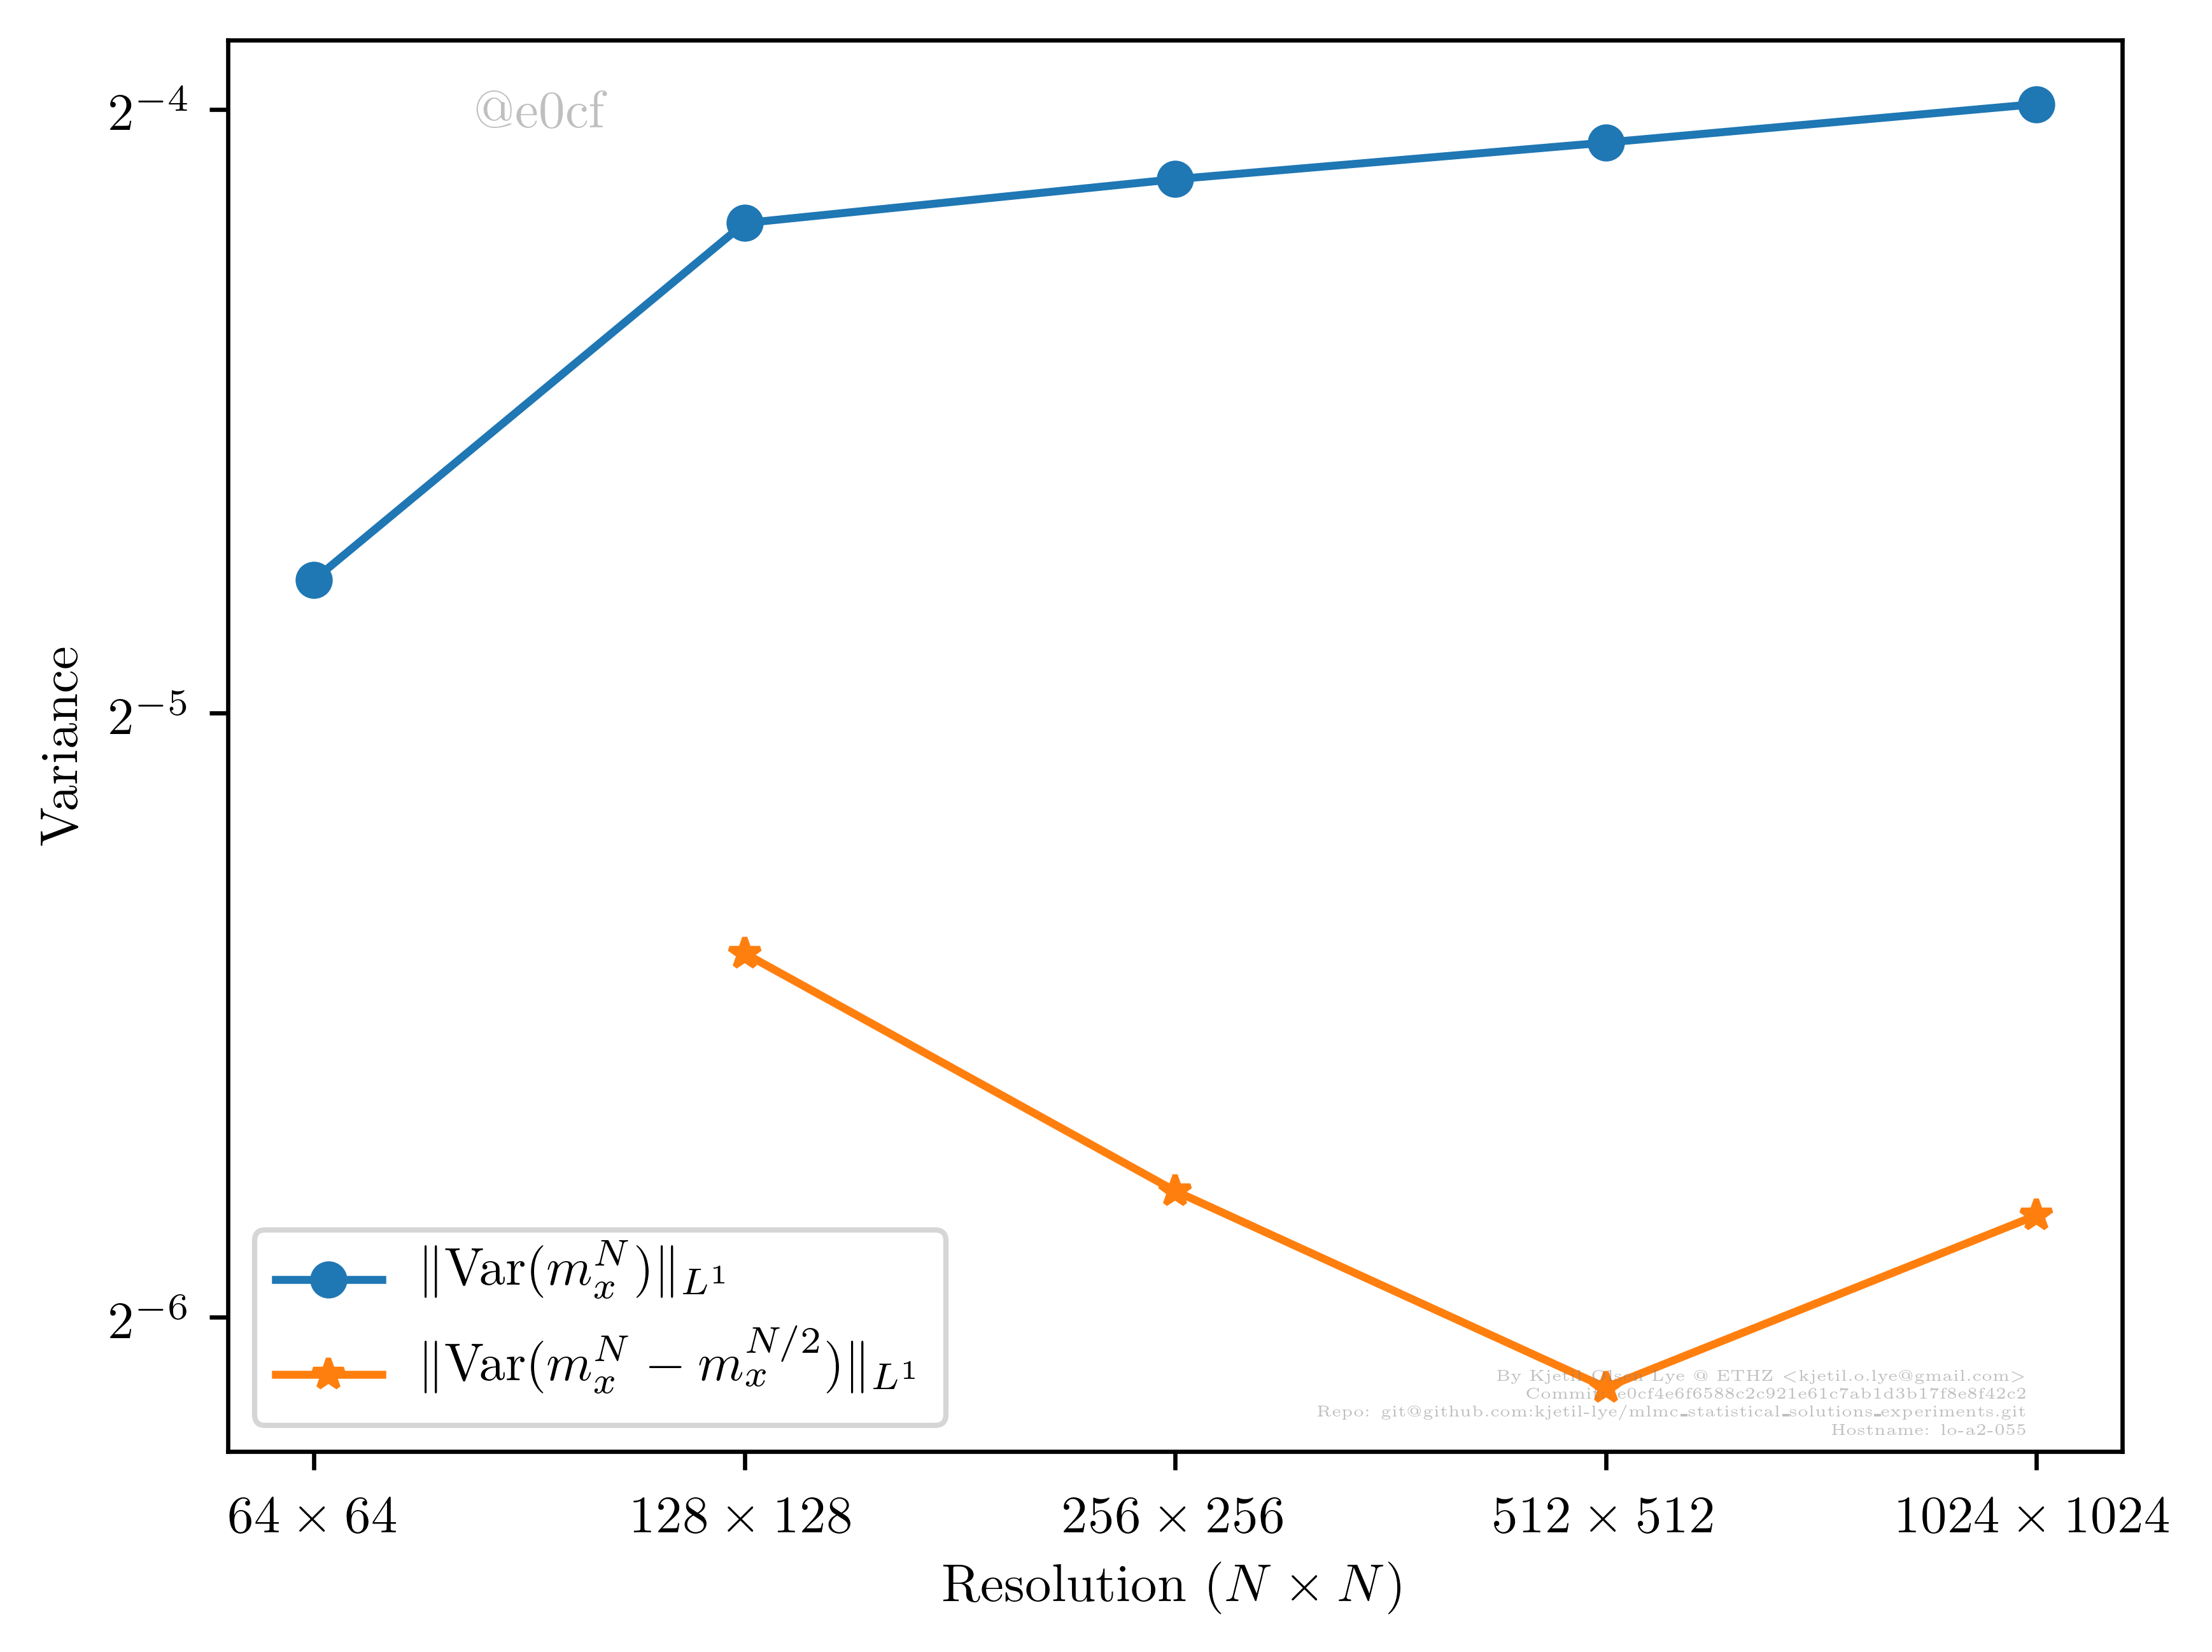 @e0cf
2^{-4}
2^{-5}
2^{-6}
Variance
‖Var(m_x^N)‖_{L^1}
‖Var(m_x^N − m_x^{N/2})‖_{L^1}
By Kjetil Lye @ ETHZ <kjetil.o.lye@gmail.com>
e0cf4e6f6588c2c921e61c7ab1d3b17f8e8f42c2
Repo: git@github.com:kjetil-lye/mlmc_statistical_solutions_experiments.git
Hostname: lo-a2-055
64 × 64
128 × 128
256 × 256
512 × 512
1024 × 1024
Resolution (N × N)